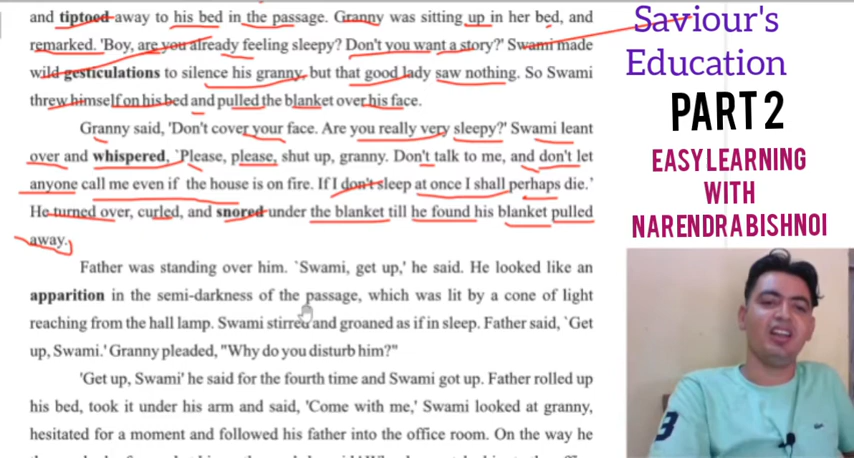 and tiptoed away to his bed in the passage. Granny was sitting up in her bed, and
remarked. 'Boy, are you already feeling sleepy? Don't you want a story?' Swami made
wild gesticulations to silence his granny, but that good lady saw nothing. So Swami
threw himself on his bed and pulled the blanket over his face.
Granny said, 'Don't cover your face. Are you really very sleepy?' Swami leant
over and whispered, `Please, please, shut up, granny. Don't talk to me, and don't let
anyone call me even if the house is on fire. If I don't sleep at once I shall perhaps die.'
He turned over, curled, and snored under the blanket till he found his blanket pulled
away.
Father was standing over him. `Swami, get up,' he said. He looked like an
apparition in the semi-darkness of the passage, which was lit by a cone of light
reaching from the hall lamp. Swami stirred and groaned as if in sleep. Father said, `Get
up, Swami.' Granny pleaded, "Why do you disturb him?"
'Get up, Swami' he said for the fourth time and Swami got up. Father rolled up
his bed, took it under his arm and said, 'Come with me,' Swami looked at granny,
hesitated for a moment and followed his father into the office room. On the way he
Saviour's
Education
PART 2
EASY LEARNING
WITH
NARENDRA BISHNOI
3